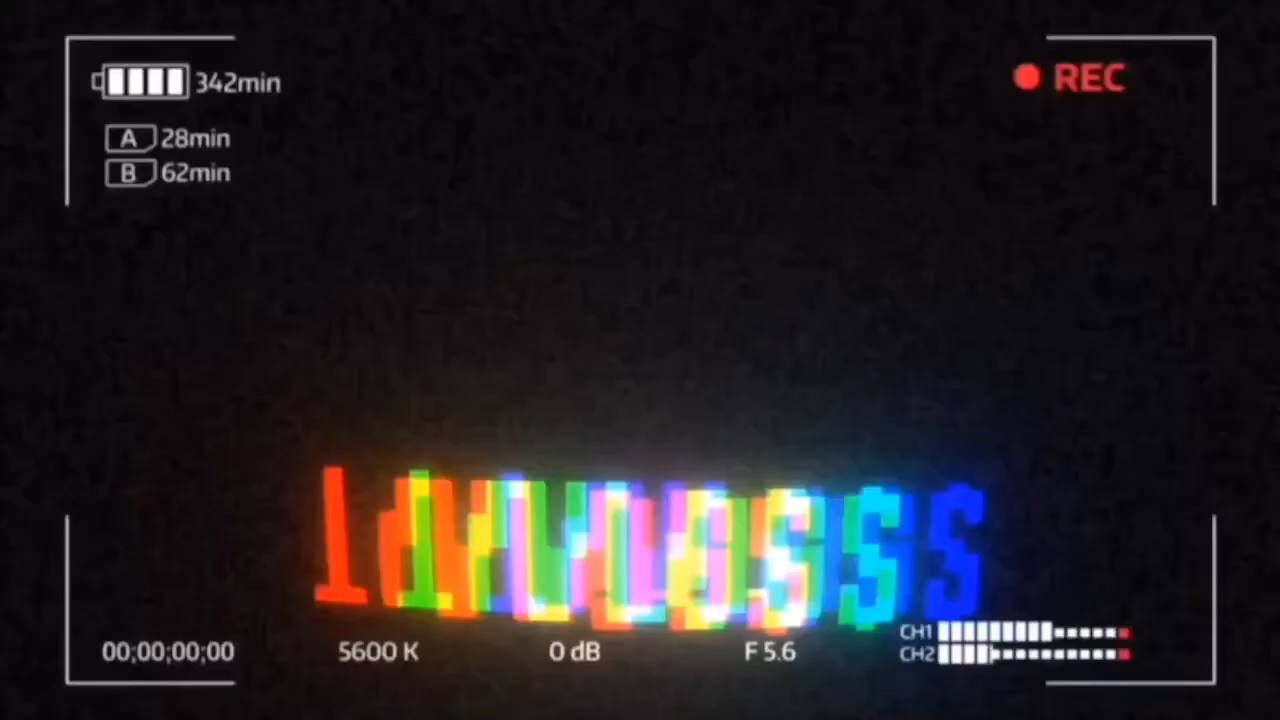 342min
REC
A 28min
B 62min
CH1
00;00;00;00 5600 K 0 dB F 5.6
CH2